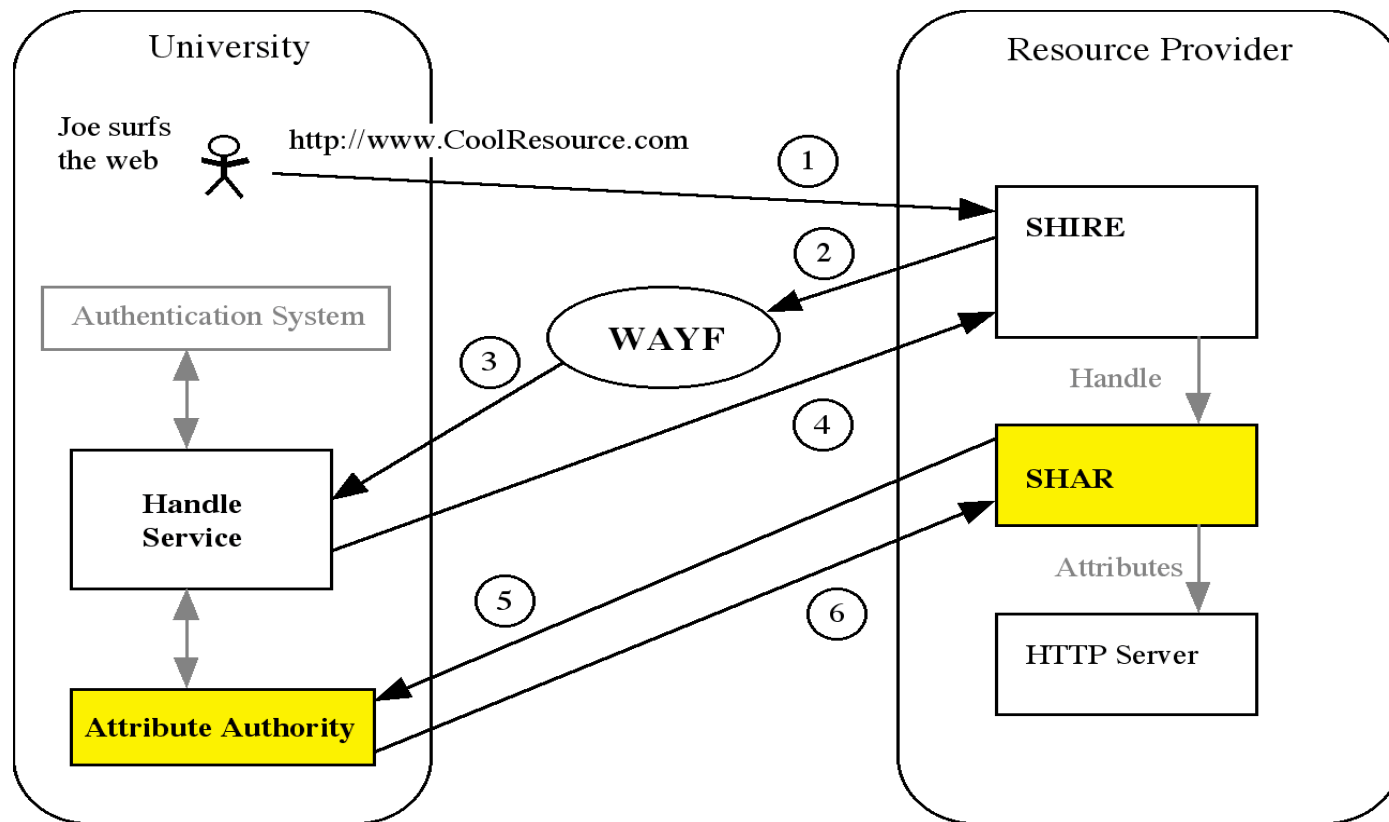 University
Resource Provider
Joe surfs
the web
http://www.CoolResource.com
1
SHIRE
2
Authentication System
WAYF
3
Handle
4
Handle
Service
SHAR
Attributes
5
6
HTTP Server
Attribute Authority